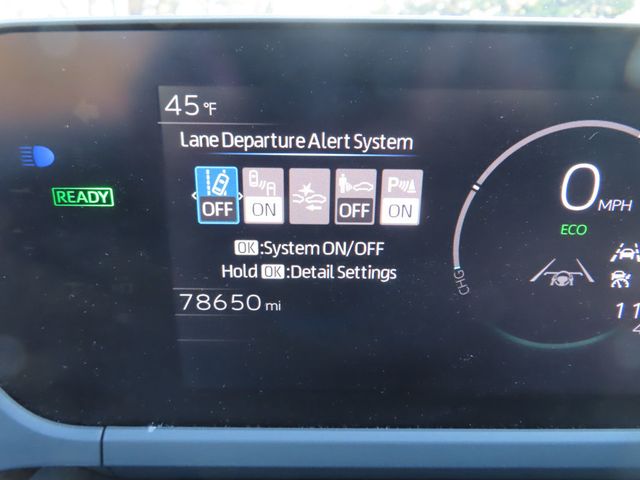 45°F
Lane Departure Alert System
READY
OFF ON OFF P ON
OK:System ON/OFF
Hold OK:Detail Settings
78650 mi
0 MPH
ECO
CHG